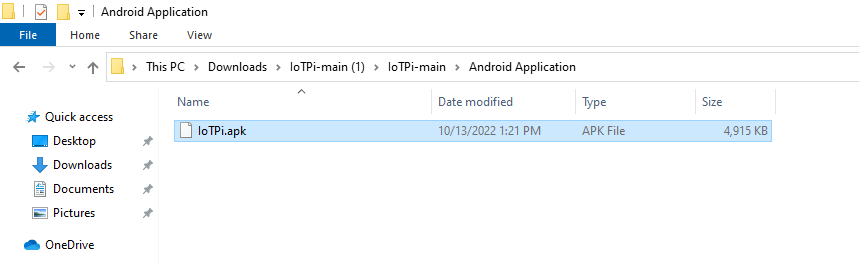 Android Application
File Home Share View
This PC Downloads IoTPi-main (1) IoTPi-main Android Application
Name Date modified Type Size
Quick access
IoTPi.apk 10/13/2022 1:21 PM APK File 4,915 KB
Desktop
Downloads
Documents
Pictures
OneDrive